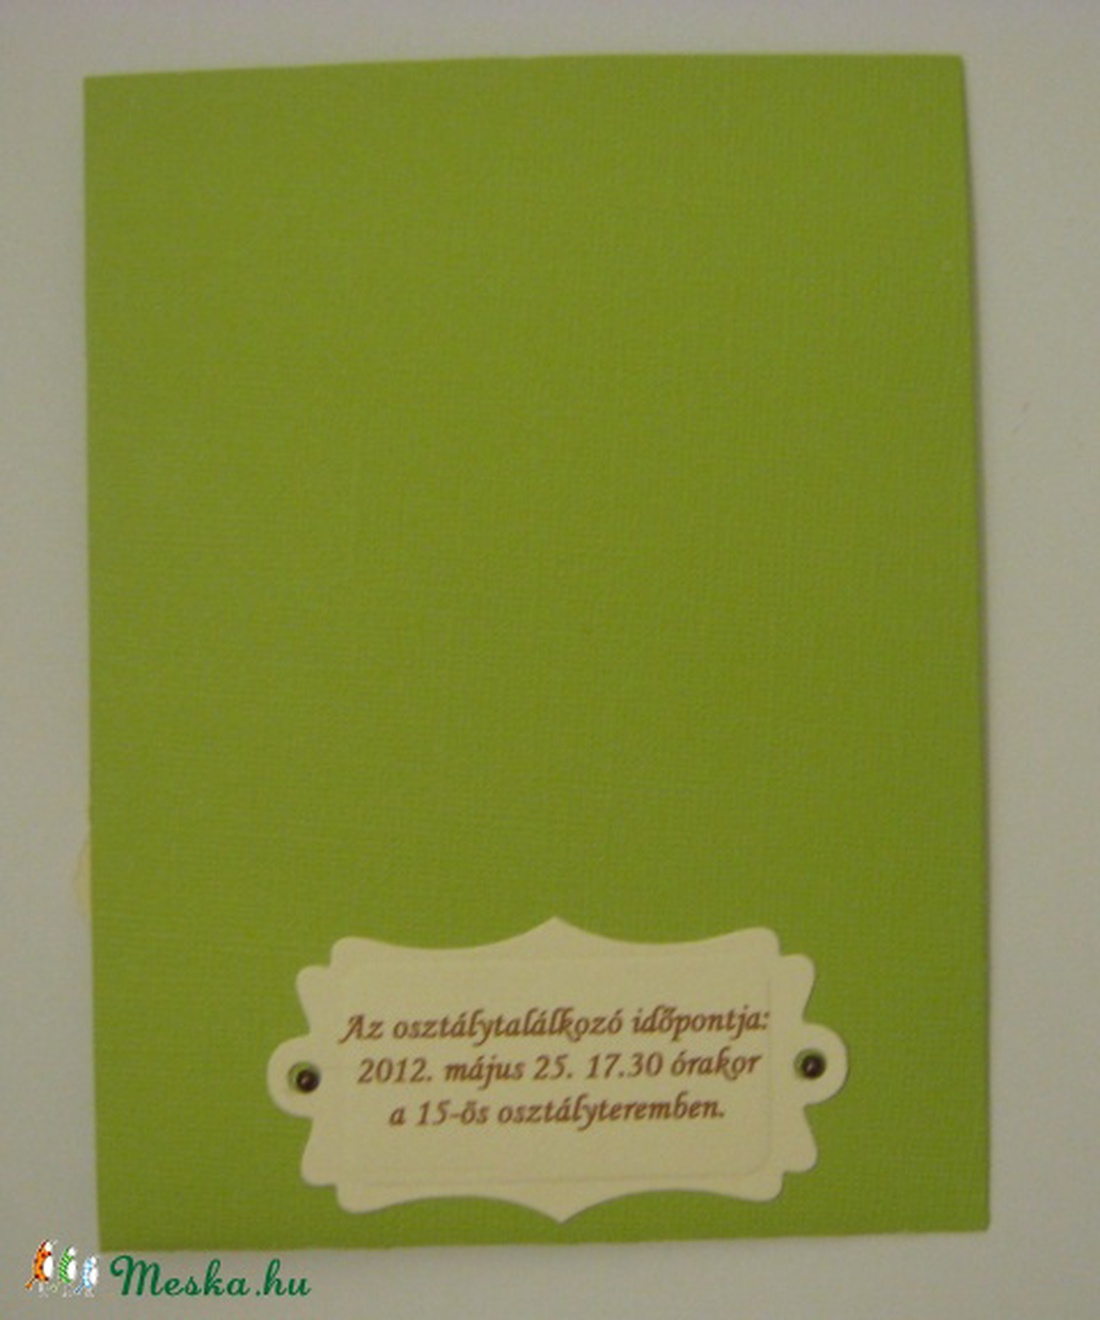 Az osztálytalálkozó időpontja:
2012. május 25. 17.30 órakor
a 15-ös osztályteremben.
Meska.hu